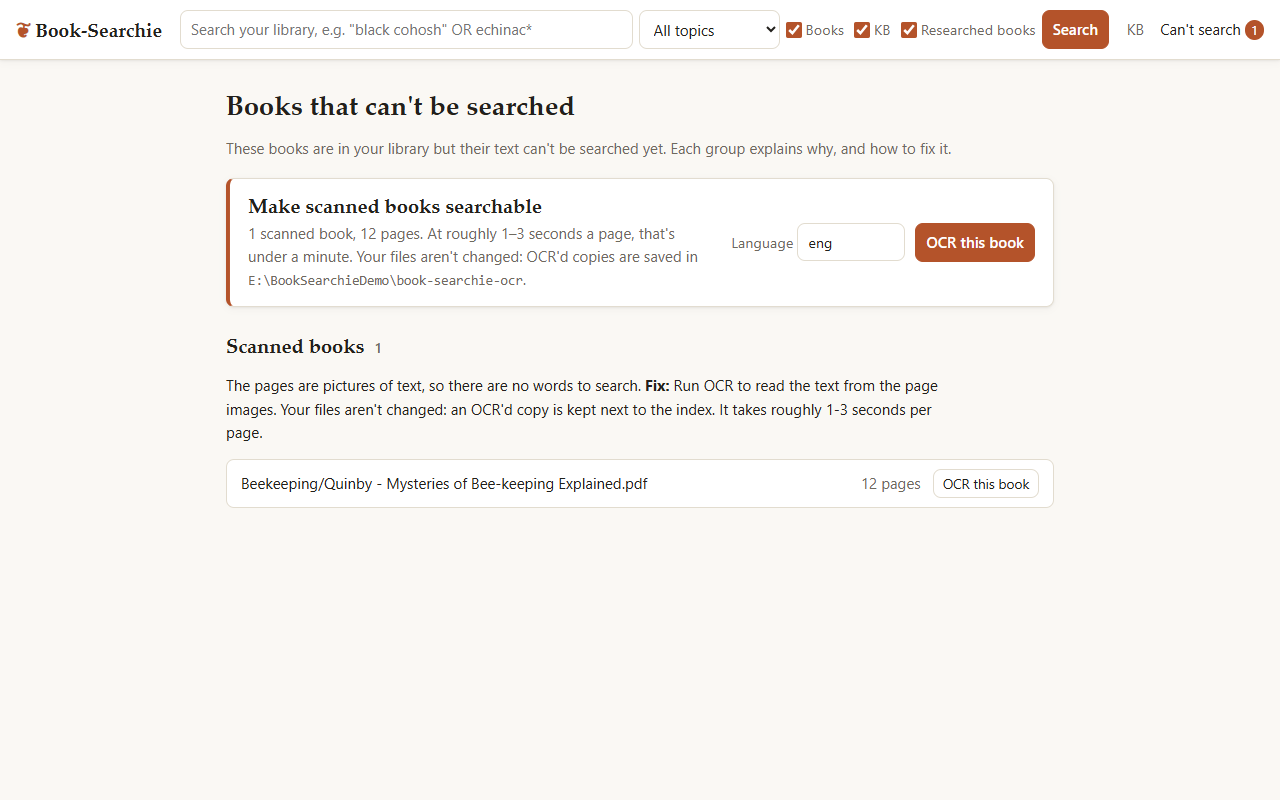 Book-Searchie
Search your library, e.g. "black cohosh" OR echinac*
All topics
Books
KB
Researched books
Search
KB
Can't search 1
Books that can't be searched
These books are in your library but their text can't be searched yet. Each group explains why, and how to fix it.
Make scanned books searchable
1 scanned book, 12 pages. At roughly 1–3 seconds a page, that's
under a minute. Your files aren't changed: OCR'd copies are saved in
E:\BookSearchieDemo\book-searchie-ocr.
Language eng
OCR this book
Scanned books 1
The pages are pictures of text, so there are no words to search. Fix: Run OCR to read the text from the page
images. Your files aren't changed: an OCR'd copy is kept next to the index. It takes roughly 1-3 seconds per
page.
Beekeeping/Quinby - Mysteries of Bee-keeping Explained.pdf
12 pages
OCR this book